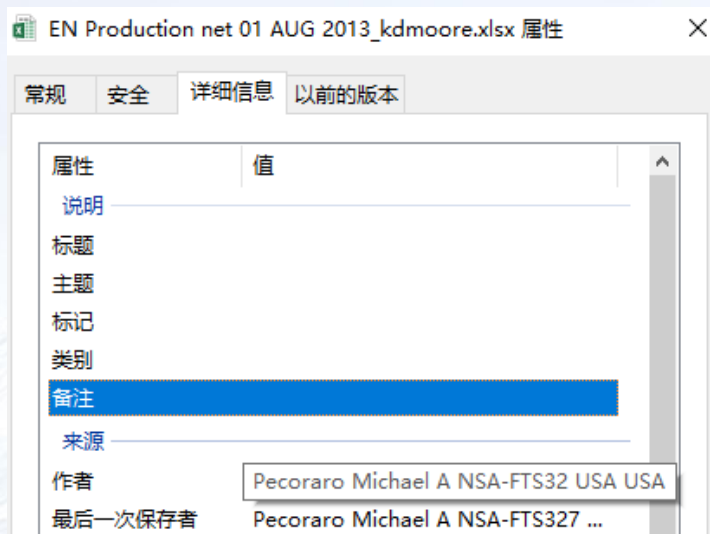 EN Production net 01 AUG 2013_kdmoore.xlsx 属性
常规 安全 详细信息 以前的版本
属性 值
说明
标题
主题
标记
类别
备注
来源
作者 Pecoraro Michael A NSA-FTS32 USA USA
最后一次保存者 Pecoraro Michael A NSA-FTS327 ...